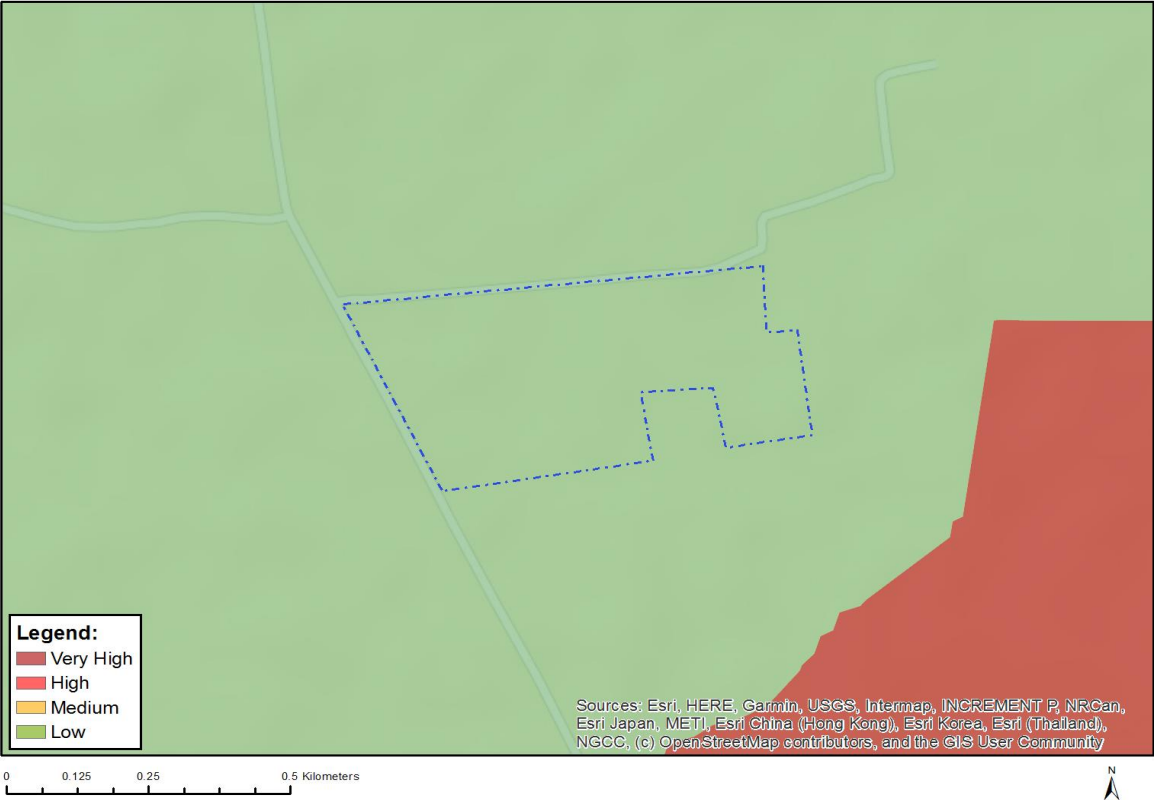 Legend:
Very High
High
Medium
Low
Sources: Esri, HERE, Garmin, USGS, Intermap, INCREMENT P, NRCan,
Esri Japan, METI, Esri China (Hong Kong), Esri Korea, Esri (Thailand),
NGCC, (c) OpenStreetMap contributors, and the GIS User Community
0 0.125 0.25 0.5 Kilometers
N